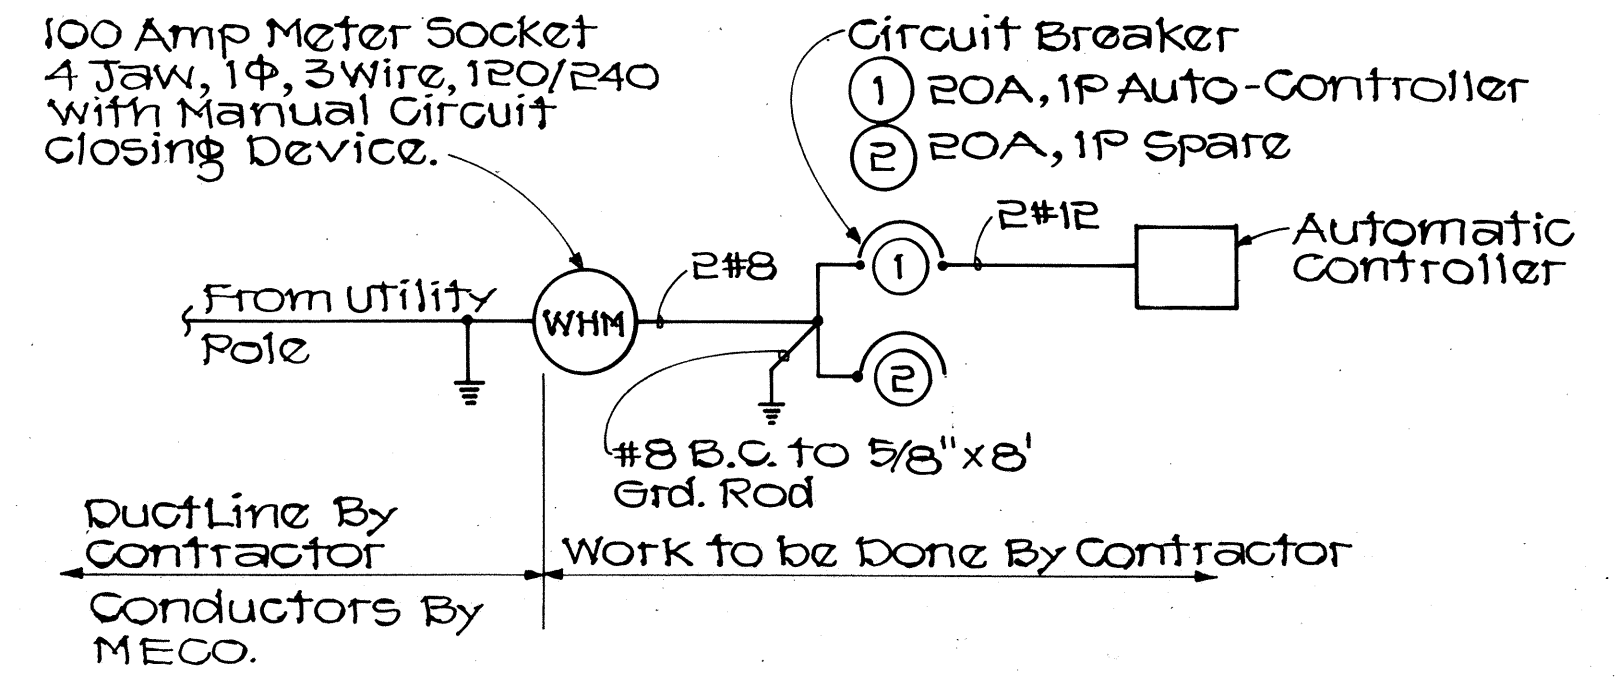 100 Amp Meter Socket
4 Jaw, 1Φ, 3 Wire, 120/240
With Manual Circuit
Closing Device.
Circuit Breaker
1 20A, 1P Auto-Controller
2 20A, 1P Spare
2#12
Automatic
Controller
2#8
1
From Utility
Pole
WHM
2
#8 B.C. to 5/8" x 8'
Grd. Rod
DuctLine By
Contractor
Work to be Done By Contractor
Conductors By
MECO.